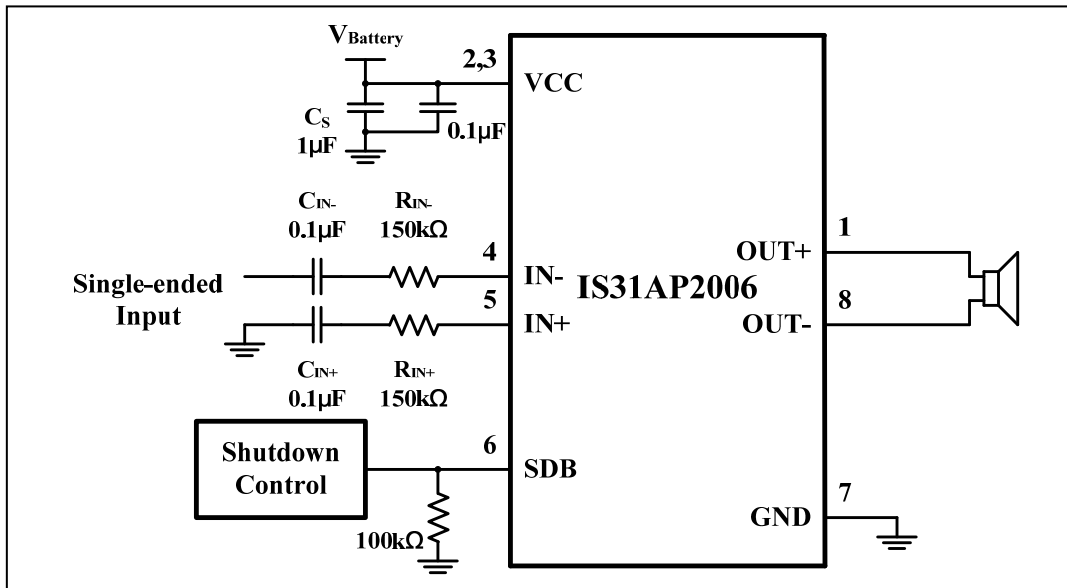 VBattery
2,3
VCC
CS
1µF
0.1µF
CIN-
0.1µF
RIN-
150kΩ
4
IN-
Single-ended
Input
5
IN+
CIN+
0.1µF
RIN+
150kΩ
IS31AP2006
1
OUT+
8
OUT-
Shutdown
Control
6
SDB
100kΩ
7
GND